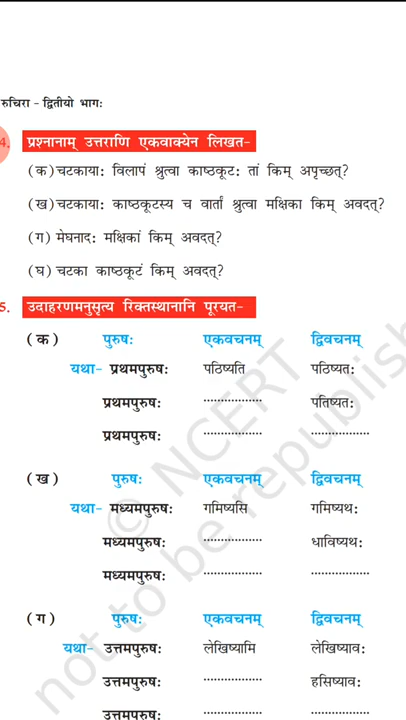 रुचिरा - द्वितीयो भागः
4. प्रश्नानाम् उत्तराणि एकवाक्येन लिखत-
(क) चटकायाः विलापं श्रुत्वा काष्ठकूटः तां किम् अपृच्छत्?
(ख) चटकायाः काष्ठकूटस्य च वार्तां श्रुत्वा मक्षिका किम् अवदत्?
(ग) मेघनादः मक्षिकां किम् अवदत्?
(घ) चटका काष्ठकूटं किम् अवदत्?
5. उदाहरणमनुसृत्य रिक्तस्थानानि पूरयत-
(क) पुरुषः एकवचनम् द्विवचनम्
यथा- प्रथमपुरुषः पठिष्यति पठिष्यतः
प्रथमपुरुषः .................. पतिष्यतः
प्रथमपुरुषः .................. ..................
(ख) पुरुषः एकवचनम् द्विवचनम्
यथा- मध्यमपुरुषः गमिष्यसि गमिष्यथः
मध्यमपुरुषः .................. धाविष्यथः
मध्यमपुरुषः .................. ..................
(ग) पुरुषः एकवचनम् द्विवचनम्
यथा- उत्तमपुरुषः लेखिष्यामि लेखिष्यावः
उत्तमपुरुषः .................. हसिष्यावः
उत्तमपुरुषः .................. ..................
© NCERT
not to be republish